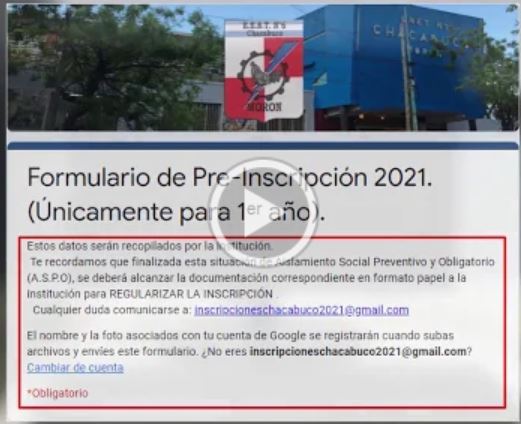 E.E.S.T. Nº6
Chacabuco
MORON
Formulario de Pre-Inscripción 2021.
(Únicamente para 1er año).
Estos datos serán recopilados por la institución.
Te recordamos que finalizada esta situación de Aislamiento Social Preventivo y Obligatorio
(A.S.P.O), se deberá alcanzar la documentación correspondiente en formato papel a la
Institución para REGULARIZAR LA INSCRIPCIÓN .
Cualquier duda comunicarse a: inscripcioneschacabuco2021@gmail.com
El nombre y la foto asociados con tu cuenta de Google se registrarán cuando subas
archivos y envíes este formulario. ¿No eres inscripcioneschacabuco2021@gmail.com?
Cambiar de cuenta
*Obligatorio